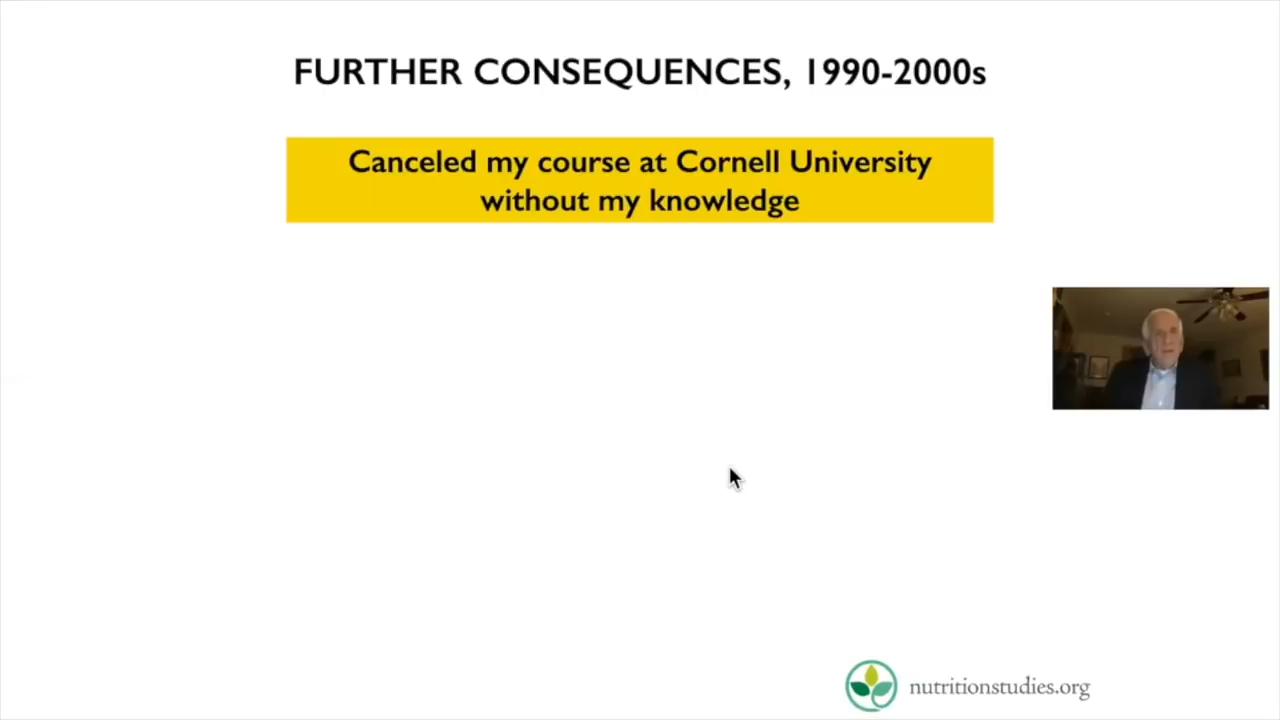 FURTHER CONSEQUENCES, 1990-2000s
Canceled my course at Cornell University
without my knowledge
nutritionstudies.org